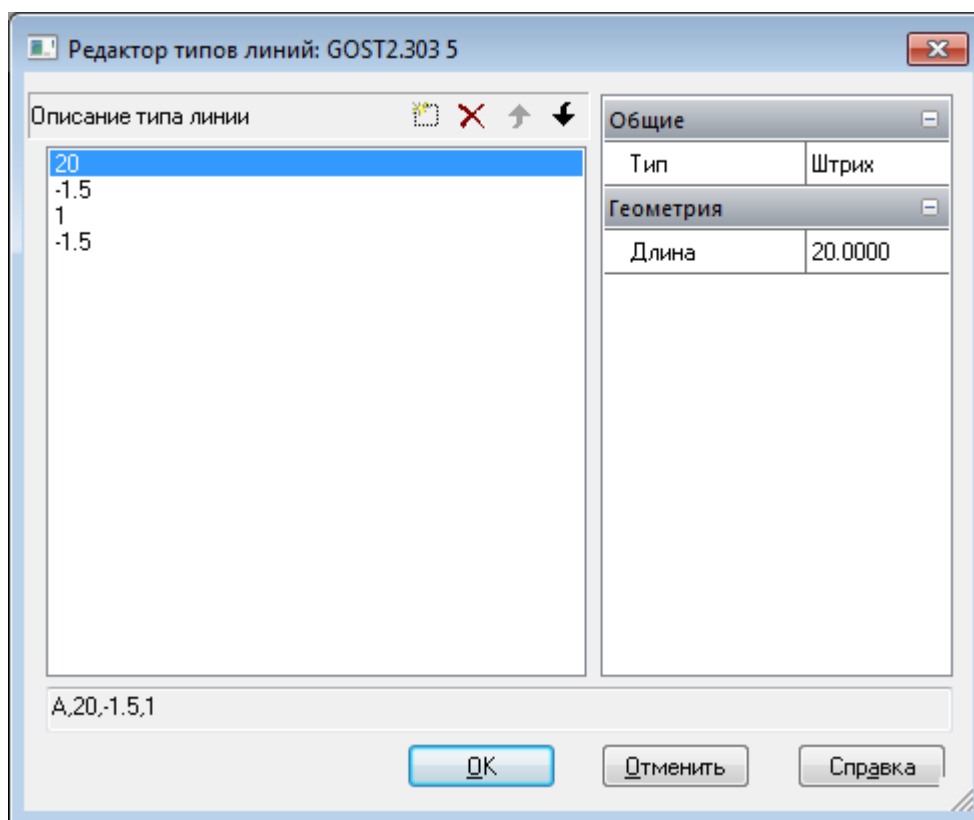 Редактор типов линий: GOST2.303 5
Описание типа линии
20
-1.5
1
-1.5
Общие
Тип Штрих
Геометрия
Длина 20.0000
A,20,-1.5,1
OK Отменить Справка